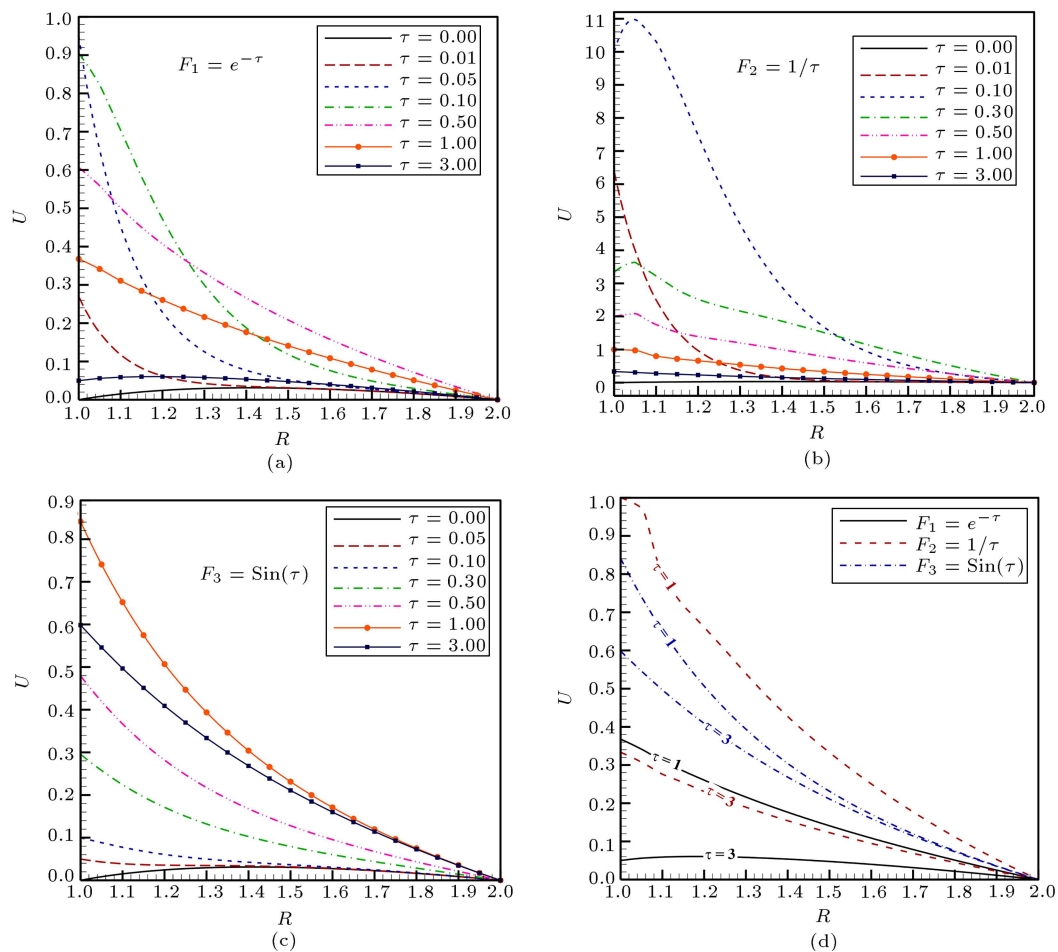 1.0
0.9
0.8
0.7
0.6
0.5
0.4
0.3
0.2
0.1
0.0
U
F₁ = e^{−τ}
τ = 0.00
τ = 0.01
τ = 0.05
τ = 0.10
τ = 0.50
τ = 1.00
τ = 3.00
1.0 1.1 1.2 1.3 1.4 1.5 1.6 1.7 1.8 1.9 2.0
R
(a)
11
10
9
8
7
6
5
4
3
2
1
0
U
F₂ = 1/τ
τ = 0.00
τ = 0.01
τ = 0.10
τ = 0.30
τ = 0.50
τ = 1.00
τ = 3.00
1.0 1.1 1.2 1.3 1.4 1.5 1.6 1.7 1.8 1.9 2.0
R
(b)
0.9
0.8
0.7
0.6
0.5
0.4
0.3
0.2
0.1
0.0
U
F₃ = Sin(τ)
τ = 0.00
τ = 0.05
τ = 0.10
τ = 0.30
τ = 0.50
τ = 1.00
τ = 3.00
1.0 1.1 1.2 1.3 1.4 1.5 1.6 1.7 1.8 1.9 2.0
R
(c)
1.0
0.9
0.8
0.7
0.6
0.5
0.4
0.3
0.2
0.1
0.0
U
F₁ = e^{−τ}
F₂ = 1/τ
F₃ = Sin(τ)
τ=1
τ=1
τ=3
τ=1
τ=3
τ=3
1.0 1.1 1.2 1.3 1.4 1.5 1.6 1.7 1.8 1.9 2.0
R
(d)